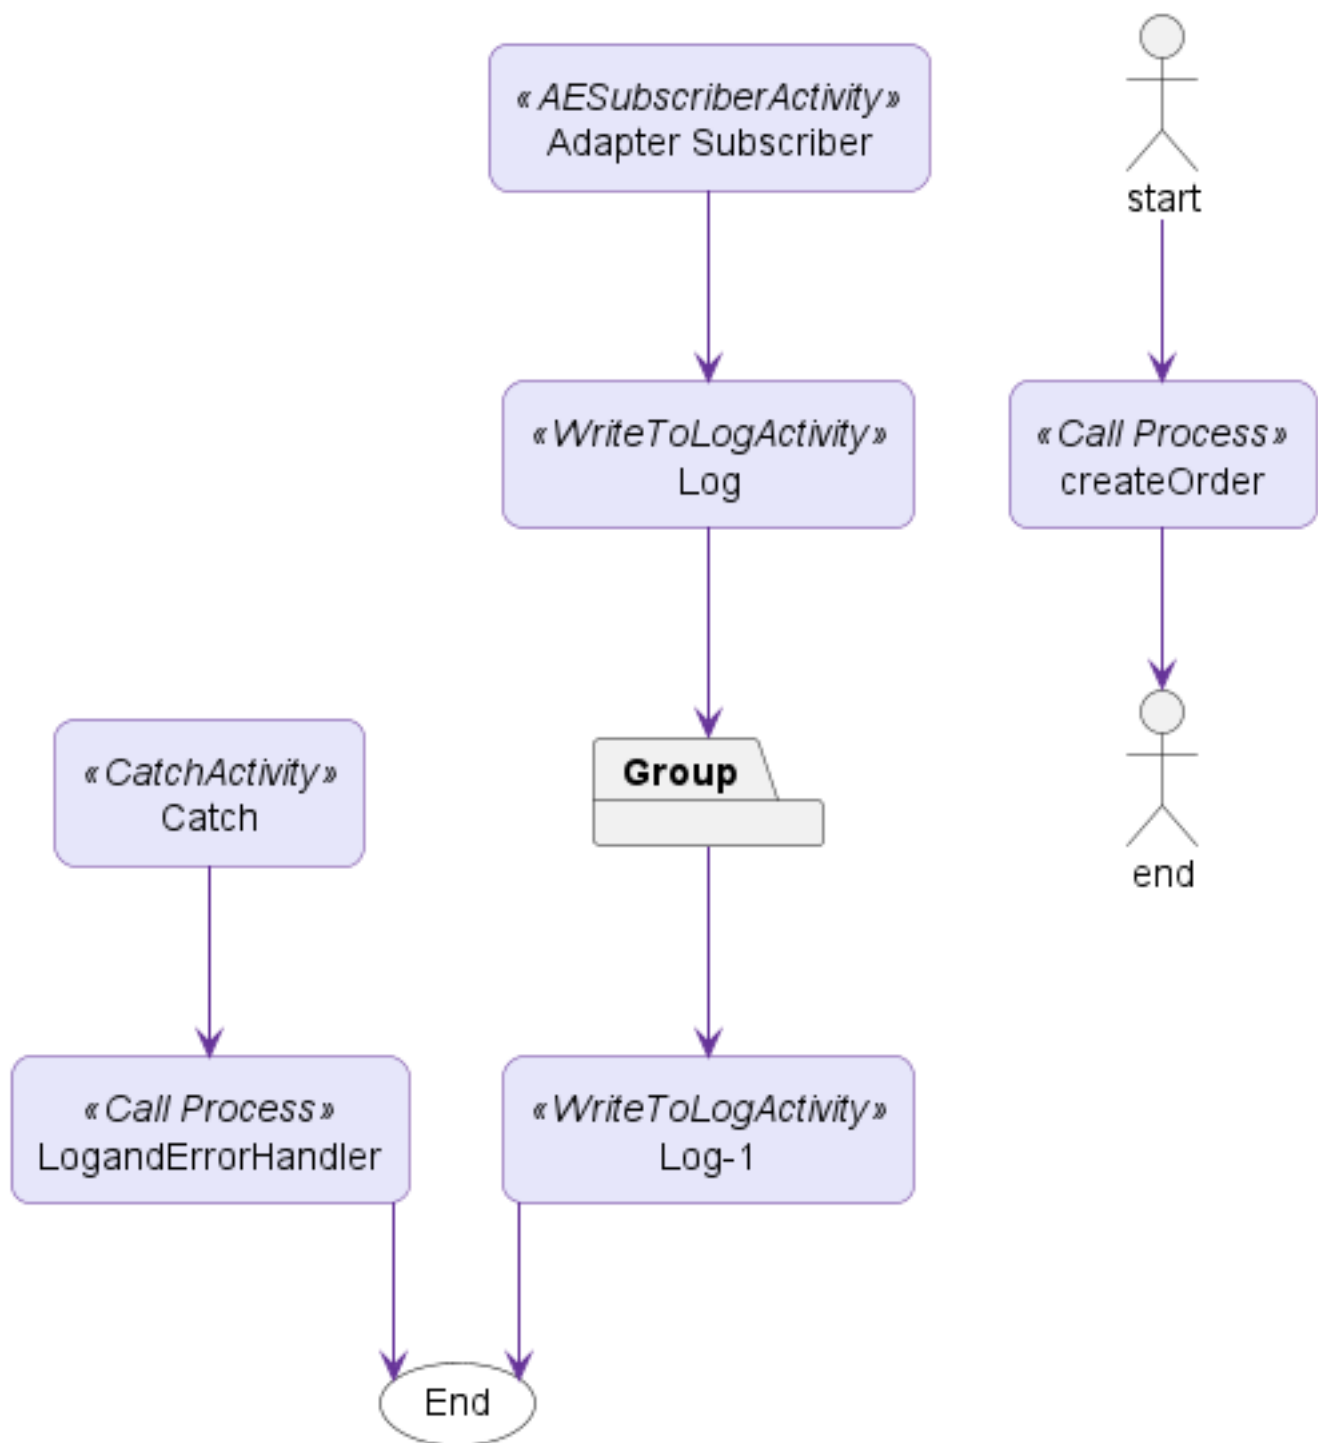 «AESubscriberActivity»
Adapter Subscriber
start
«WriteToLogActivity»
Log
«Call Process»
createOrder
«CatchActivity»
Catch
Group
end
«Call Process»
LogandErrorHandler
«WriteToLogActivity»
Log-1
End